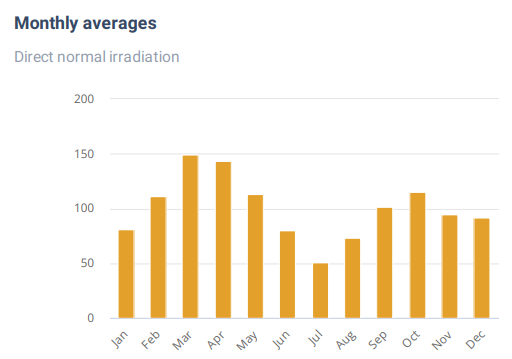 Monthly averages
Direct normal irradiation
200
150
100
50
0
Jan Feb Mar Apr May Jun Jul Aug Sep Oct Nov Dec